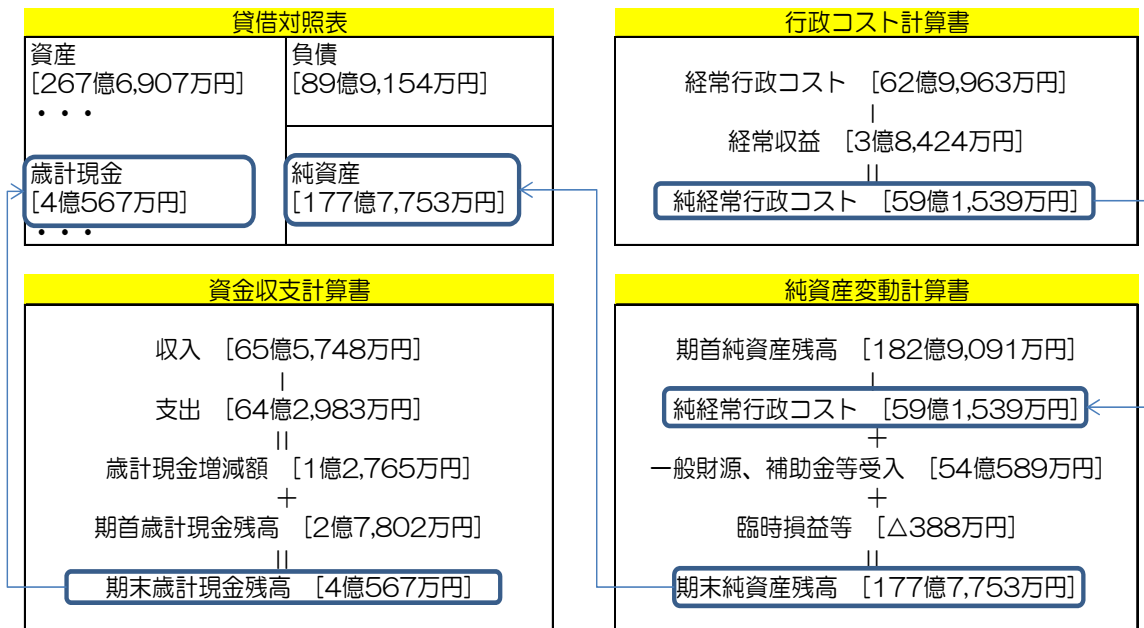 貸借対照表
資産
[267億6,907万円]
・・・
歳計現金
[4億567万円]
・・・
負債
[89億9,154万円]
純資産
[177億7,753万円]
行政コスト計算書
経常行政コスト [62億9,963万円]
−
経常収益 [3億8,424万円]
=
純経常行政コスト [59億1,539万円]
資金収支計算書
収入 [65億5,748万円]
−
支出 [64億2,983万円]
=
歳計現金増減額 [1億2,765万円]
+
期首歳計現金残高 [2億7,802万円]
=
期末歳計現金残高 [4億567万円]
純資産変動計算書
期首純資産残高 [182億9,091万円]
−
純経常行政コスト [59億1,539万円]
+
一般財源、補助金等受入 [54億589万円]
+
臨時損益等 [△388万円]
=
期末純資産残高 [177億7,753万円]